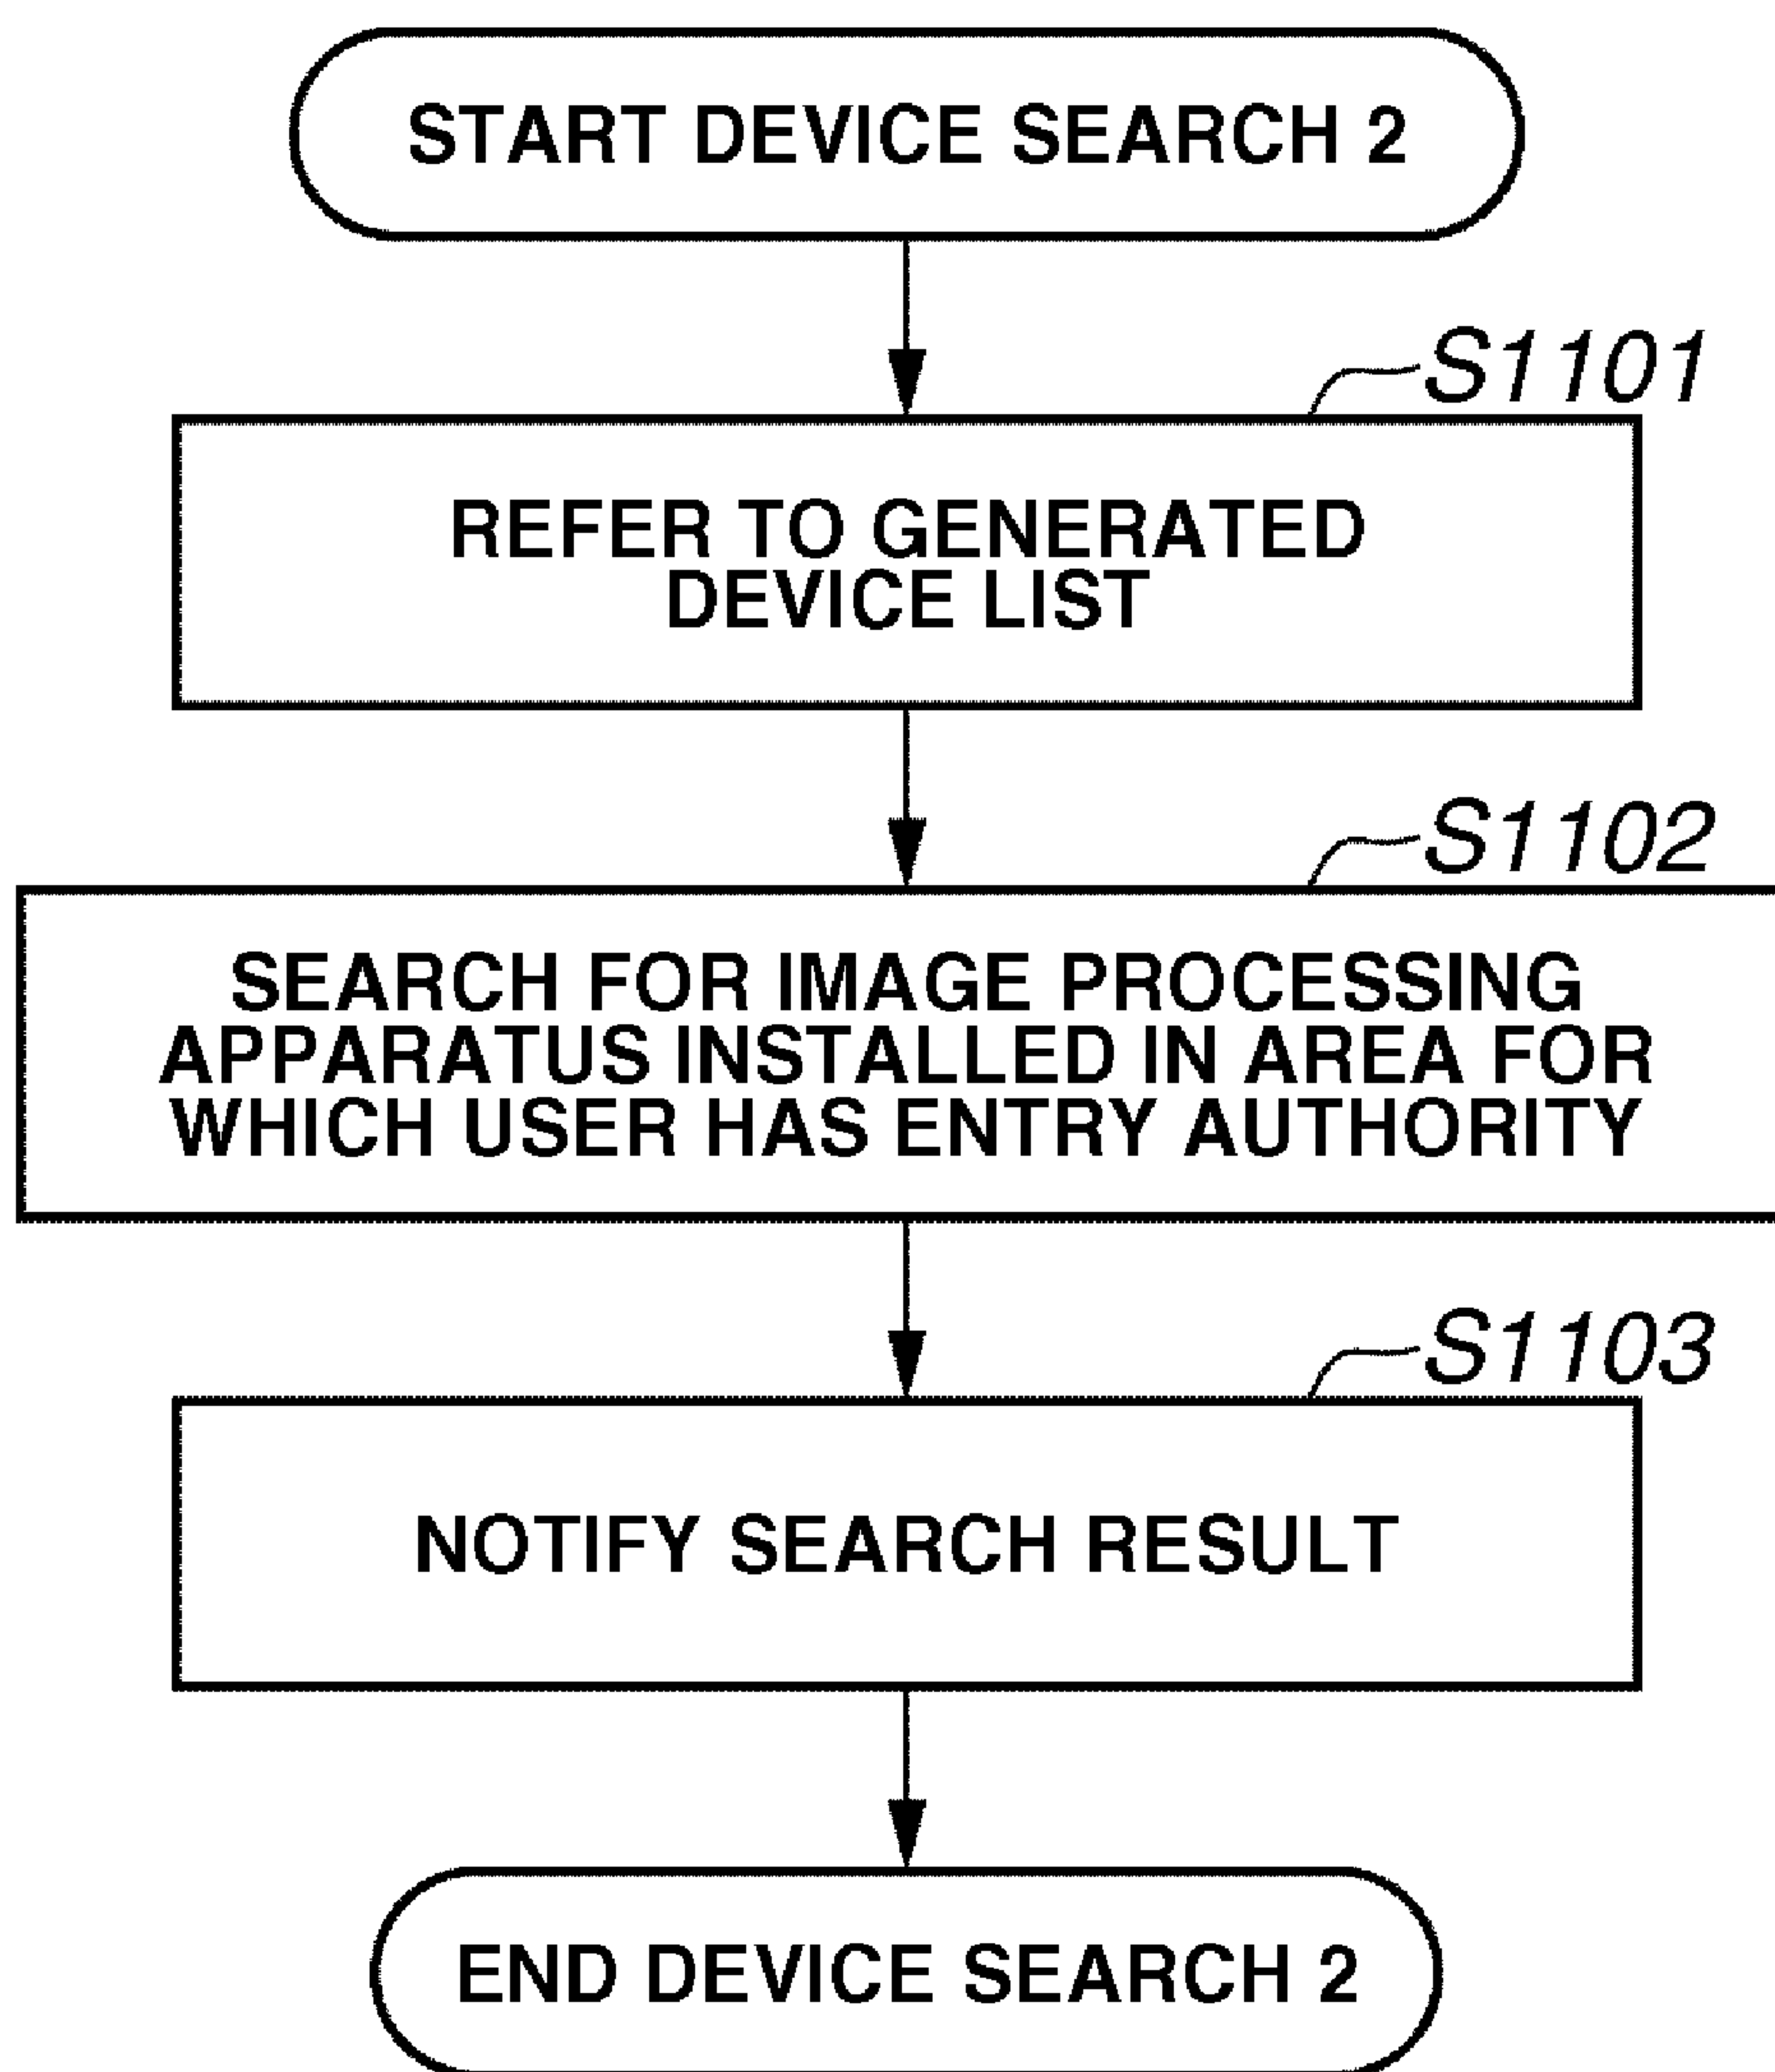 START DEVICE SEARCH 2
S1101
REFER TO GENERATED
DEVICE LIST
S1102
SEARCH FOR IMAGE PROCESSING
APPARATUS INSTALLED IN AREA FOR
WHICH USER HAS ENTRY AUTHORITY
S1103
NOTIFY SEARCH RESULT
END DEVICE SEARCH 2